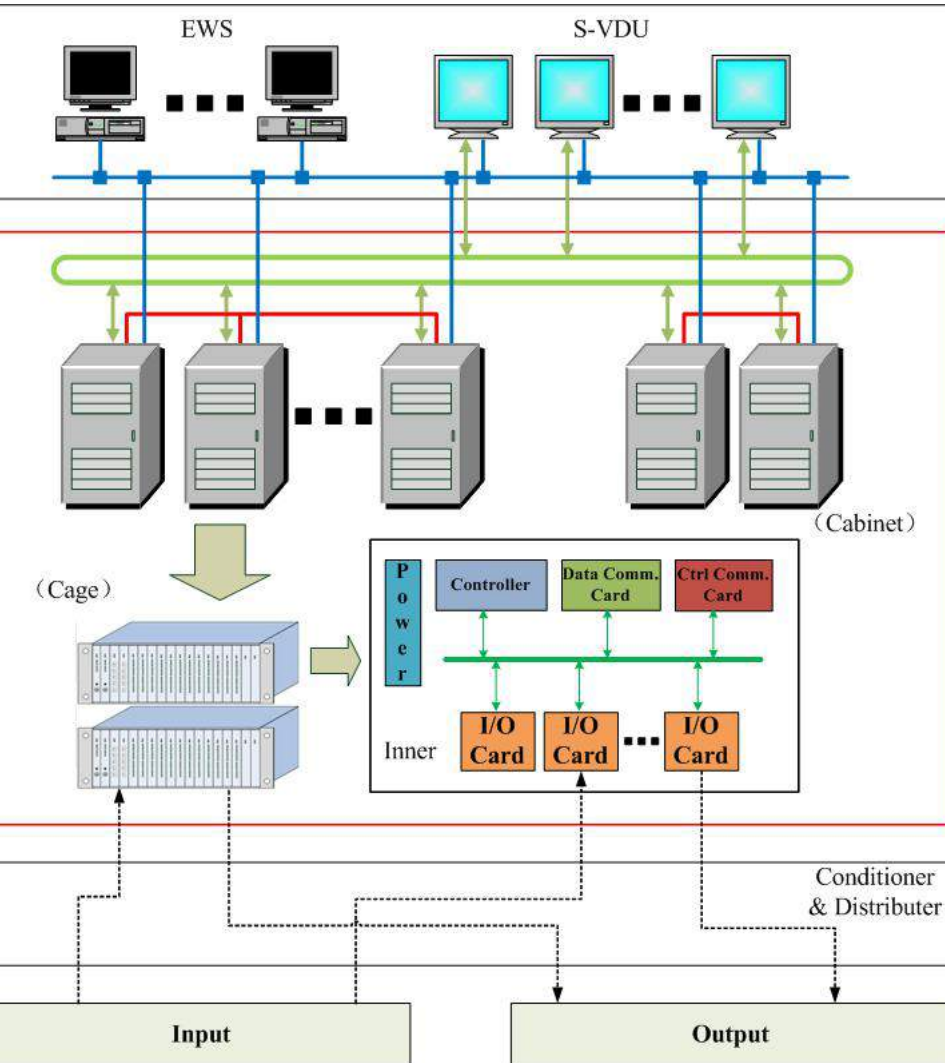 EWS
S-VDU
（Cabinet）
（Cage）
P
o
w
e
r
Controller
Data Comm.
Card
Ctrl Comm.
Card
Inner
I/O
Card
I/O
Card
I/O
Card
Conditioner
& Distributer
Input
Output